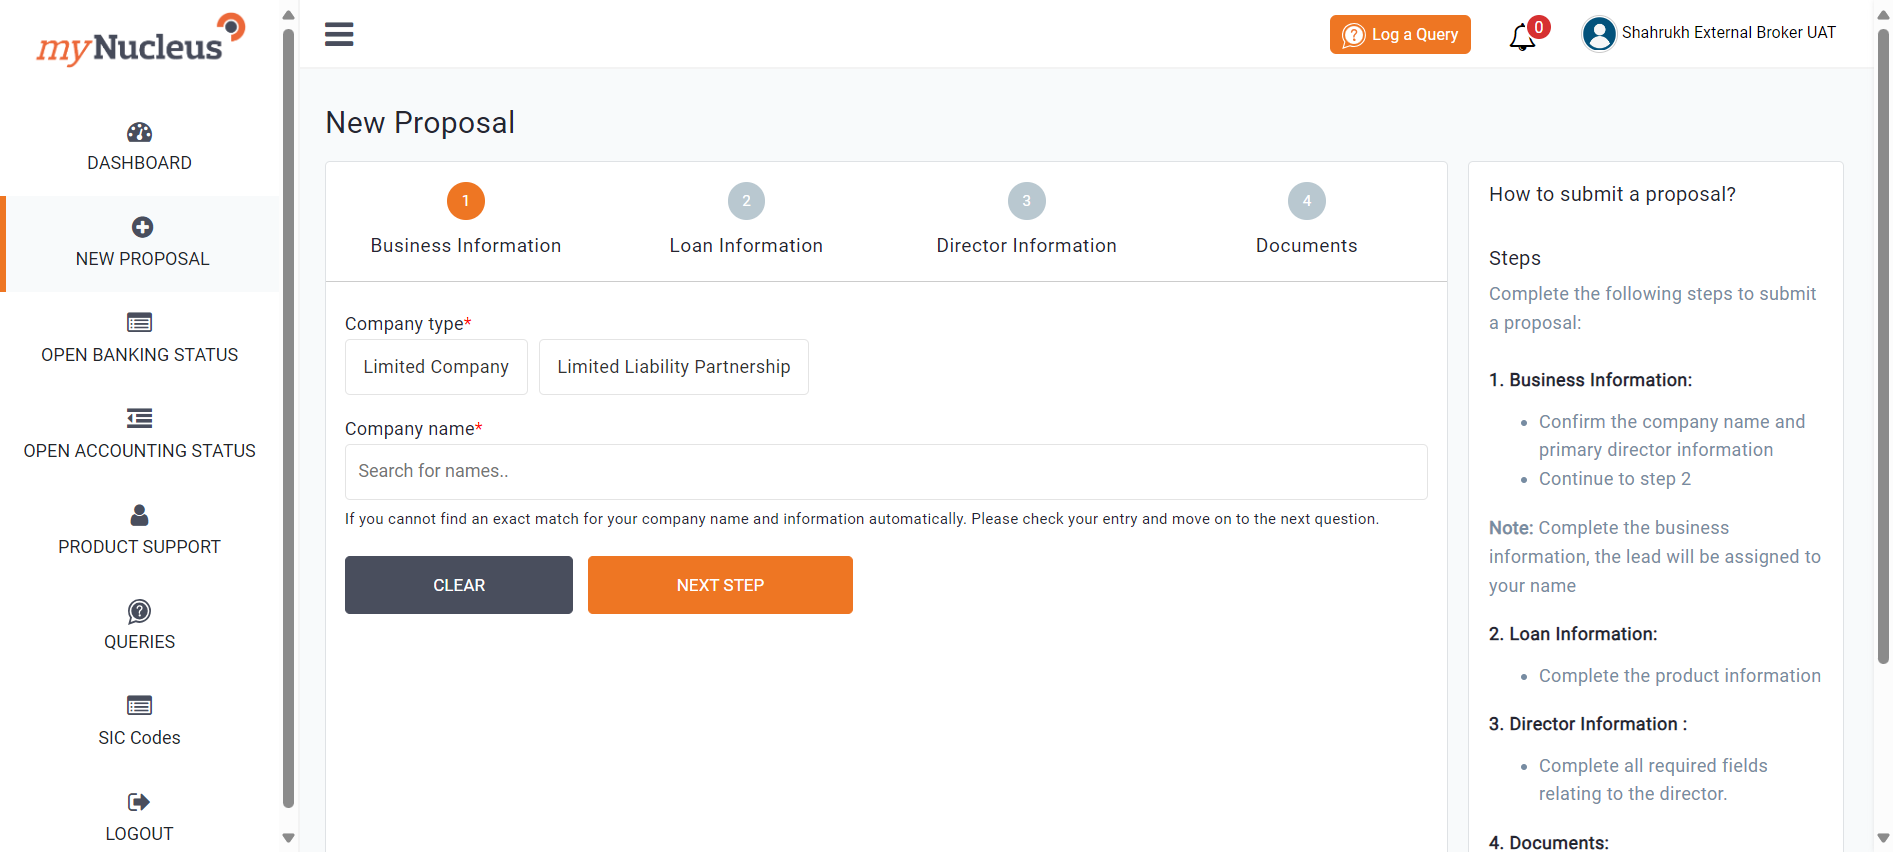 myNucleus
DASHBOARD
NEW PROPOSAL
OPEN BANKING STATUS
OPEN ACCOUNTING STATUS
PRODUCT SUPPORT
QUERIES
SIC Codes
LOGOUT
Log a Query
0
Shahrukh External Broker UAT
New Proposal
1
Business Information
2
Loan Information
3
Director Information
4
Documents
Company type*
Limited Company
Limited Liability Partnership
Company name*
Search for names..
If you cannot find an exact match for your company name and information automatically. Please check your entry and move on to the next question.
CLEAR
NEXT STEP
How to submit a proposal?
Steps
Complete the following steps to submit
a proposal:
1. Business Information:
• Confirm the company name and
primary director information
• Continue to step 2
Note: Complete the business
information, the lead will be assigned to
your name
2. Loan Information:
• Complete the product information
3. Director Information :
• Complete all required fields
relating to the director.
4. Documents: